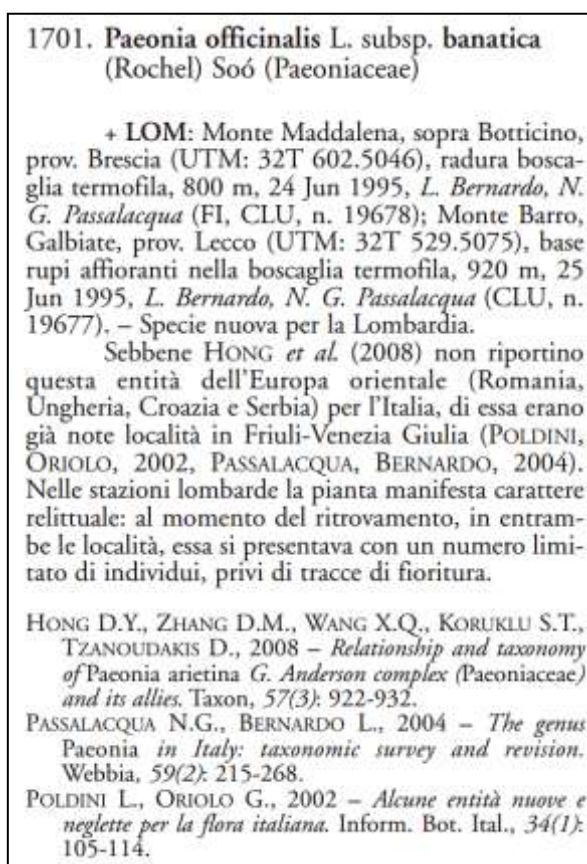 1701. Paeonia officinalis L. subsp. banatica
(Rochel) Soó (Paeoniaceae)
+ LOM: Monte Maddalena, sopra Botticino,
prov. Brescia (UTM: 32T 602.5046), radura bosca-
glia termofila, 800 m, 24 Jun 1995, L. Bernardo, N.
G. Passalacqua (FI, CLU, n. 19678); Monte Barro,
Galbiate, prov. Lecco (UTM: 32T 529.5075), base
rupi affioranti nella boscaglia termofila, 920 m, 25
Jun 1995, L. Bernardo, N. G. Passalacqua (CLU, n.
19677). – Specie nuova per la Lombardia.
Sebbene HONG et al. (2008) non riportino
questa entità dell'Europa orientale (Romania,
Ungheria, Croazia e Serbia) per l'Italia, di essa erano
già note località in Friuli-Venezia Giulia (POLDINI,
ORIOLO, 2002, PASSALACQUA, BERNARDO, 2004).
Nelle stazioni lombarde la pianta manifesta carattere
relittuale: al momento del ritrovamento, in entram-
be le località, essa si presentava con un numero limi-
tato di individui, privi di tracce di fioritura.
HONG D.Y., ZHANG D.M., WANG X.Q., KORUKLU S.T.,
TZANOUDAKIS D., 2008 – Relationship and taxonomy
of Paeonia arietina G. Anderson complex (Paeoniaceae)
and its allies. Taxon, 57(3): 922-932.
PASSALACQUA N.G., BERNARDO L., 2004 – The genus
Paeonia in Italy: taxonomic survey and revision.
Webbia, 59(2): 215-268.
POLDINI L., ORIOLO G., 2002 – Alcune entità nuove e
neglette per la flora italiana. Inform. Bot. Ital., 34(1):
105-114.